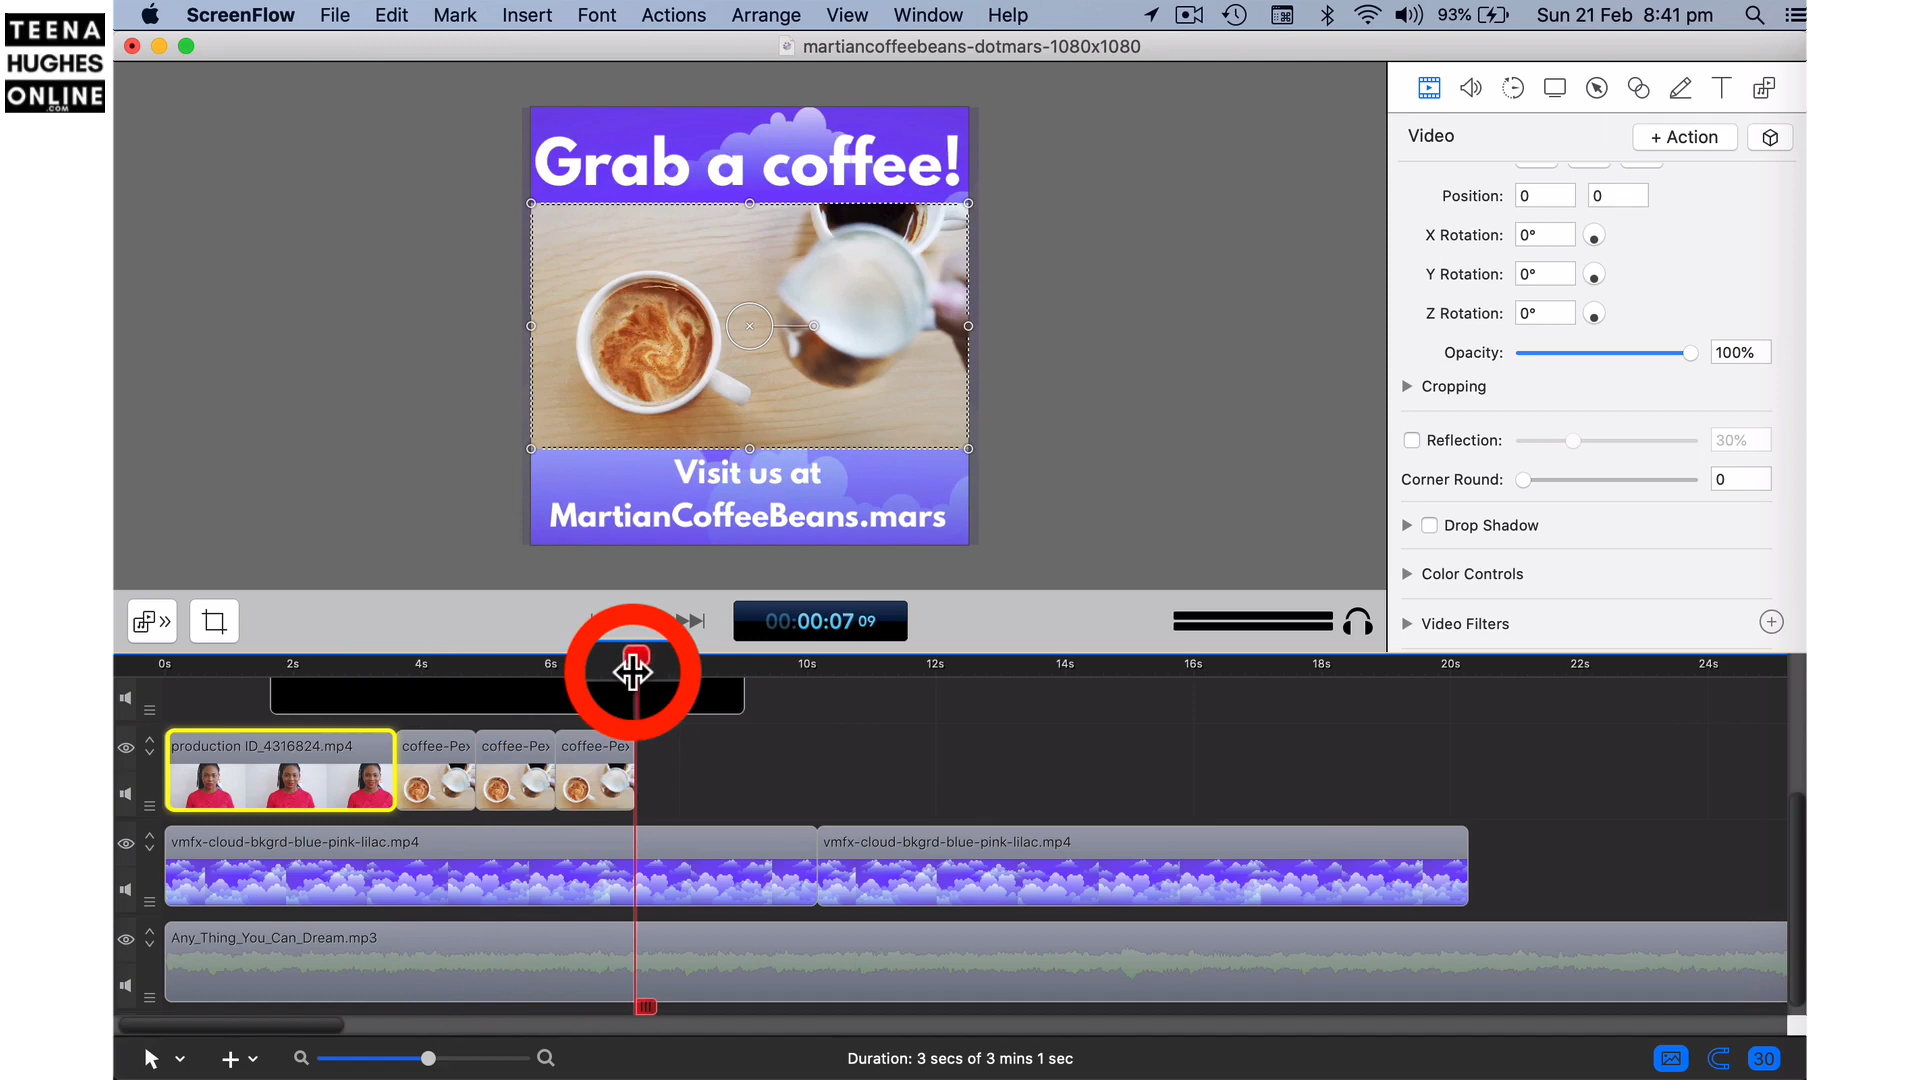 TEENA
HUGHES
ONLINE
.COM
ScreenFlow File Edit Mark Insert Font Actions Arrange View Window Help 93% Sun 21 Feb 8:41 pm
martiancoffeebeans-dotmars-1080x1080
Grab a coffee!
Visit us at
MartianCoffeeBeans.mars
Video + Action
Position: 0 0
X Rotation: 0°
Y Rotation: 0°
Z Rotation: 0°
Opacity: 100%
Cropping
Reflection: 30%
Corner Round: 0
Drop Shadow
Color Controls
Video Filters
00:00:07 09
0s 2s 4s 6s 10s 12s 14s 16s 18s 20s 22s 24s
production ID_4316824.mp4 coffee-Pe› coffee-Pe› coffee-Pe›
vmfx-cloud-bkgrd-blue-pink-lilac.mp4 vmfx-cloud-bkgrd-blue-pink-lilac.mp4
Any_Thing_You_Can_Dream.mp3
Duration: 3 secs of 3 mins 1 sec 30